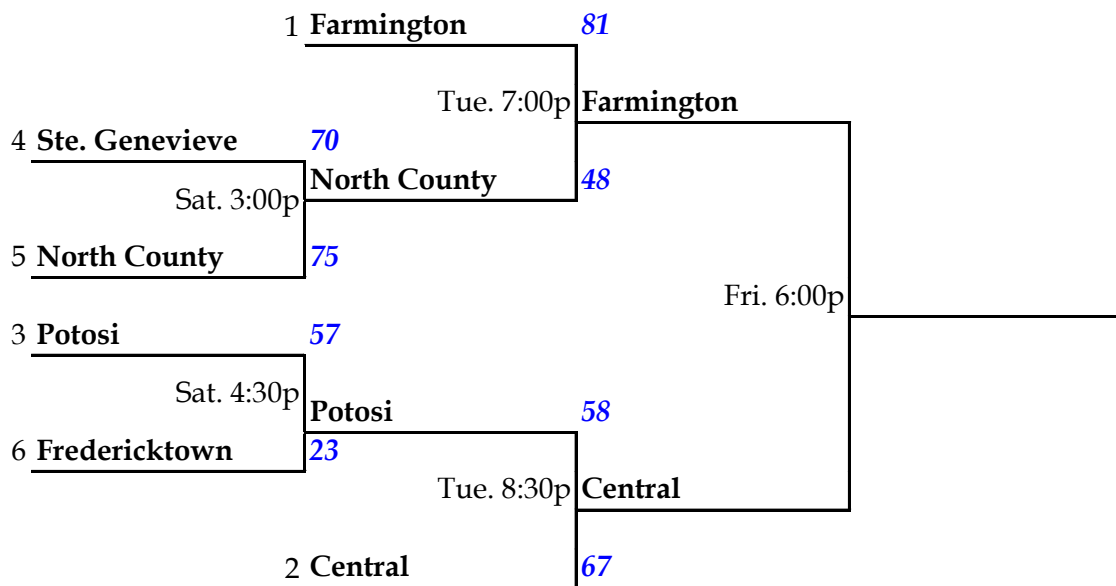 1 Farmington 81
Tue. 7:00p Farmington
4 Ste. Genevieve 70
North County 48
Sat. 3:00p
5 North County 75
Fri. 6:00p
3 Potosi 57
Sat. 4:30p
Potosi 58
6 Fredericktown 23
Tue. 8:30p Central
2 Central 67